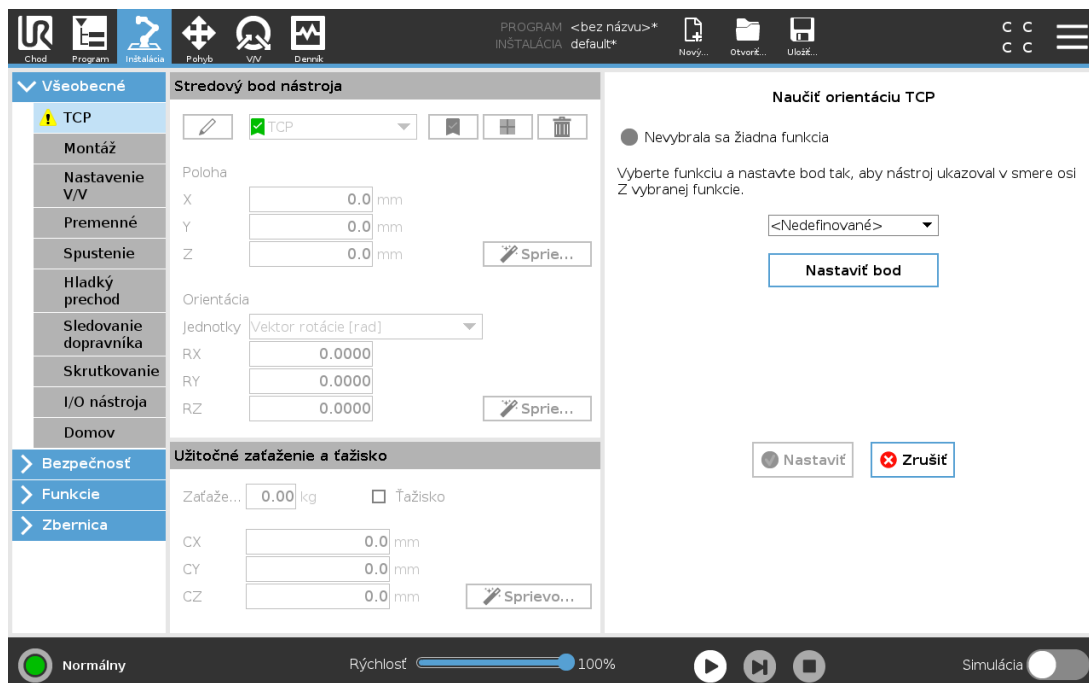 PROGRAM <bez názvu>*
INŠTALÁCIA default*
Chod
Program
Inštalácia
Pohyb
V/V
Denník
Nový...
Otvoriť...
Uložiť...
C C
C C
Všeobecné
TCP
Montáž
Nastavenie
V/V
Premenné
Spustenie
Hladký
prechod
Sledovanie
dopravníka
Skrutkovanie
I/O nástroja
Domov
Bezpečnosť
Funkcie
Zbernica
Stredový bod nástroja
TCP
Poloha
X 0.0 mm
Y 0.0 mm
Z 0.0 mm
Sprie...
Orientácia
Jednotky Vektor rotácie [rad]
RX 0.0000
RY 0.0000
RZ 0.0000
Sprie...
Užitočné zaťaženie a ťažisko
Zaťaže... 0.00 kg
Ťažisko
CX 0.0 mm
CY 0.0 mm
CZ 0.0 mm
Sprievo...
Naučiť orientáciu TCP
Nevybrala sa žiadna funkcia
Vyberte funkciu a nastavte bod tak, aby nástroj ukazoval v smere osi
Z vybranej funkcie.
<Nedefinované>
Nastaviť bod
Nastaviť
Zrušiť
Normálny
Rýchlosť 100%
Simulácia